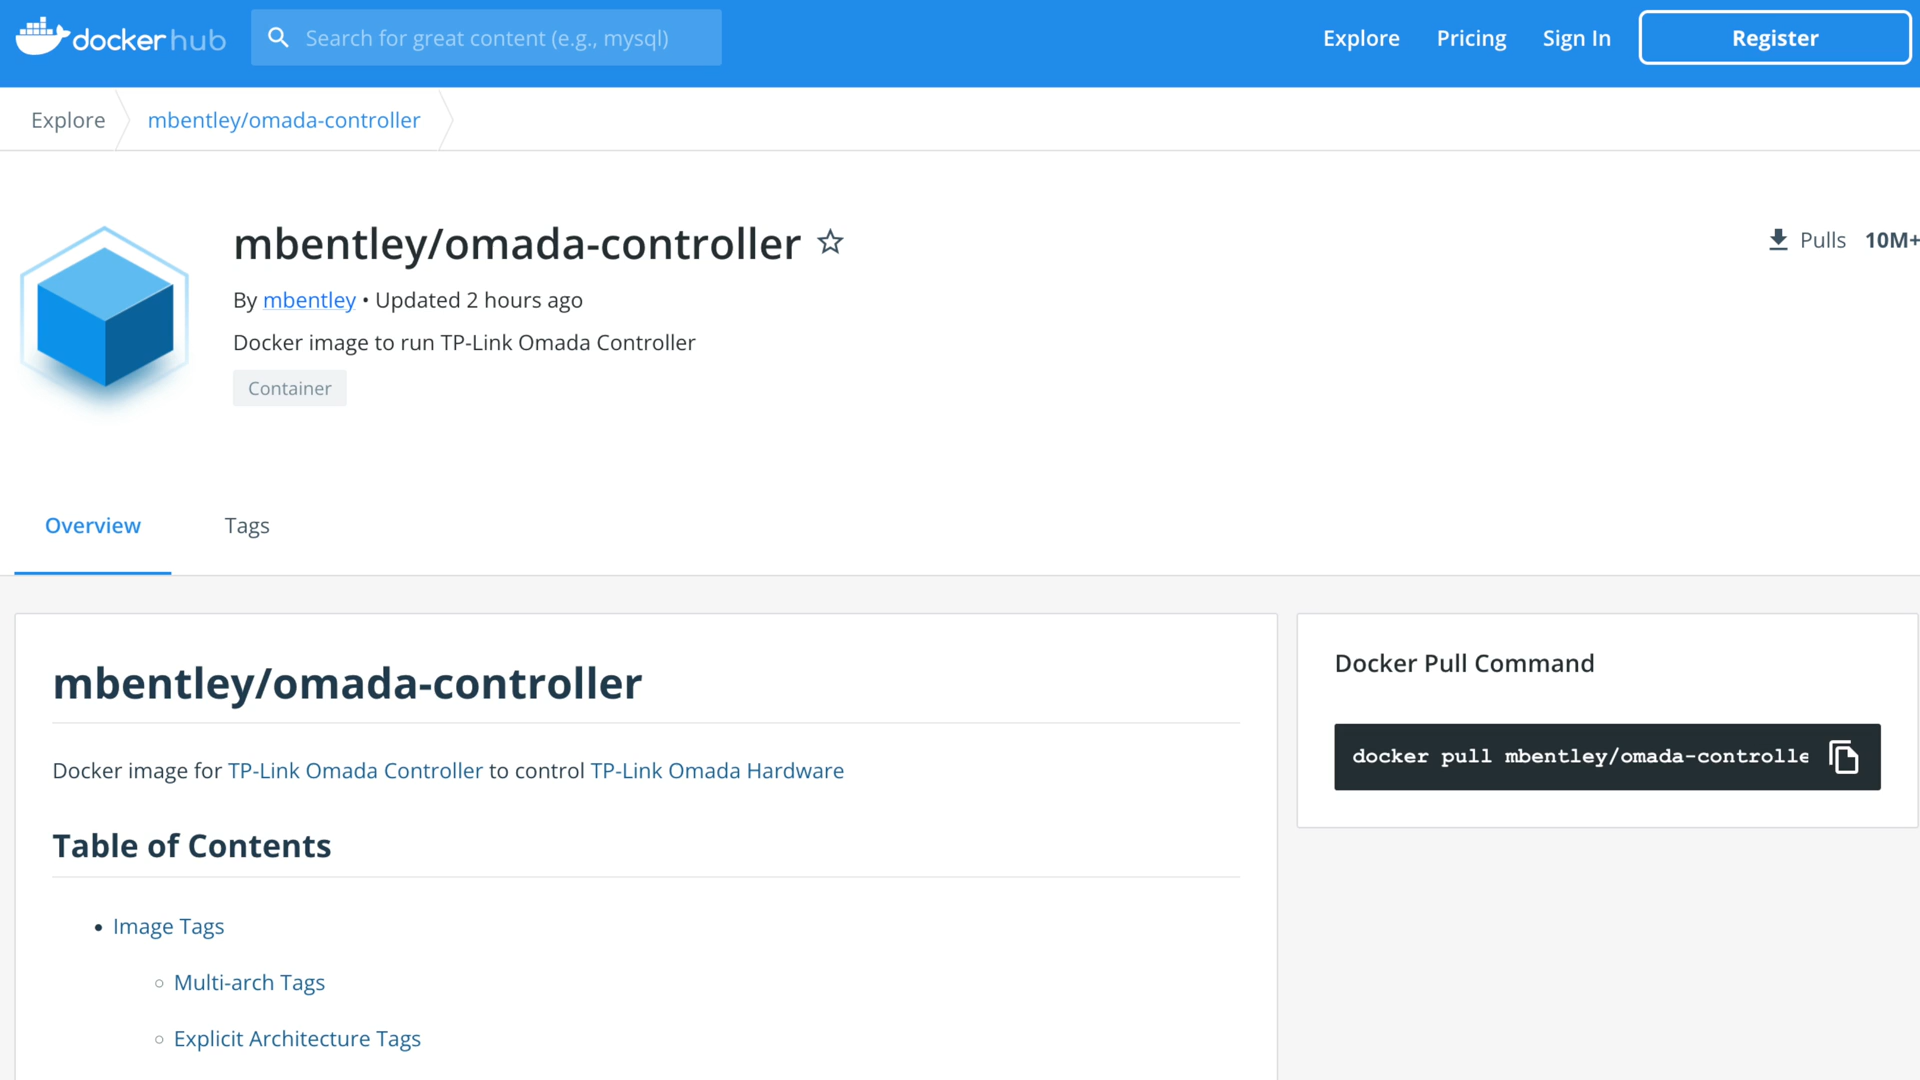 docker hub
Search for great content (e.g., mysql)
Explore
Pricing
Sign In
Register
Explore
mbentley/omada-controller
mbentley/omada-controller
Pulls 10M+
By mbentley • Updated 2 hours ago
Docker image to run TP-Link Omada Controller
Container
Overview
Tags
mbentley/omada-controller
Docker image for TP-Link Omada Controller to control TP-Link Omada Hardware
Table of Contents
• Image Tags
◦ Multi-arch Tags
◦ Explicit Architecture Tags
Docker Pull Command
docker pull mbentley/omada-controlle